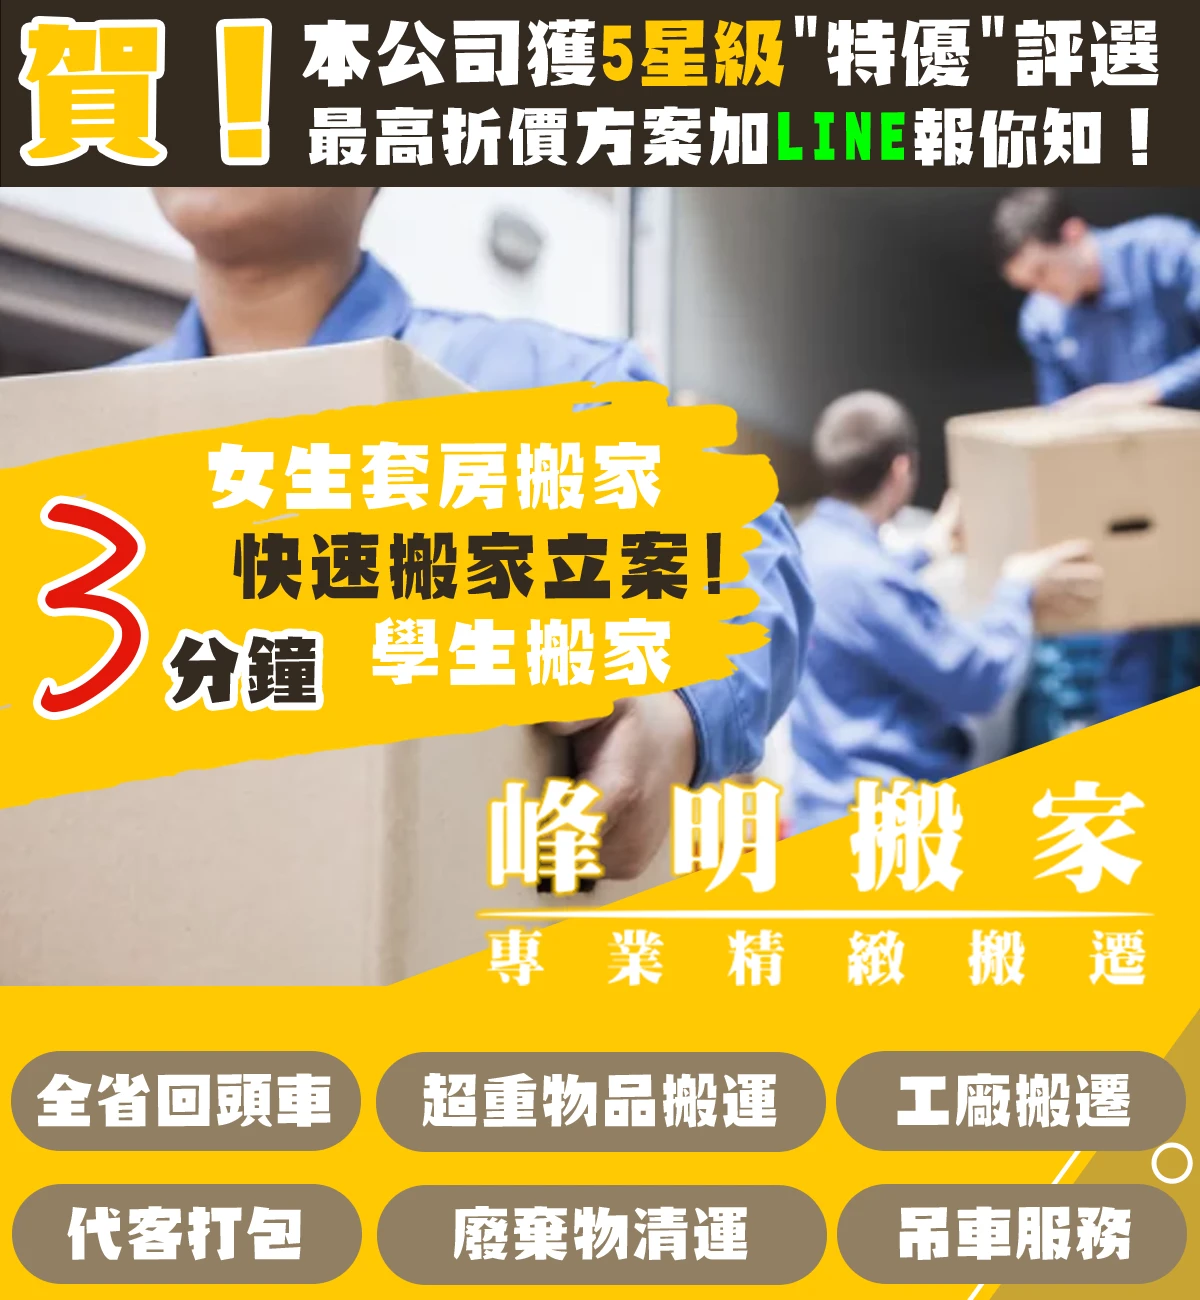 賀！
本公司獲5星級"特優"評選
最高折價方案加LINE報你知！
女生套房搬家
快速搬家立案！
3分鐘
學生搬家
峰明搬家
專業精緻搬遷
全省回頭車
超重物品搬運
工廠搬遷
代客打包
廢棄物清運
吊車服務